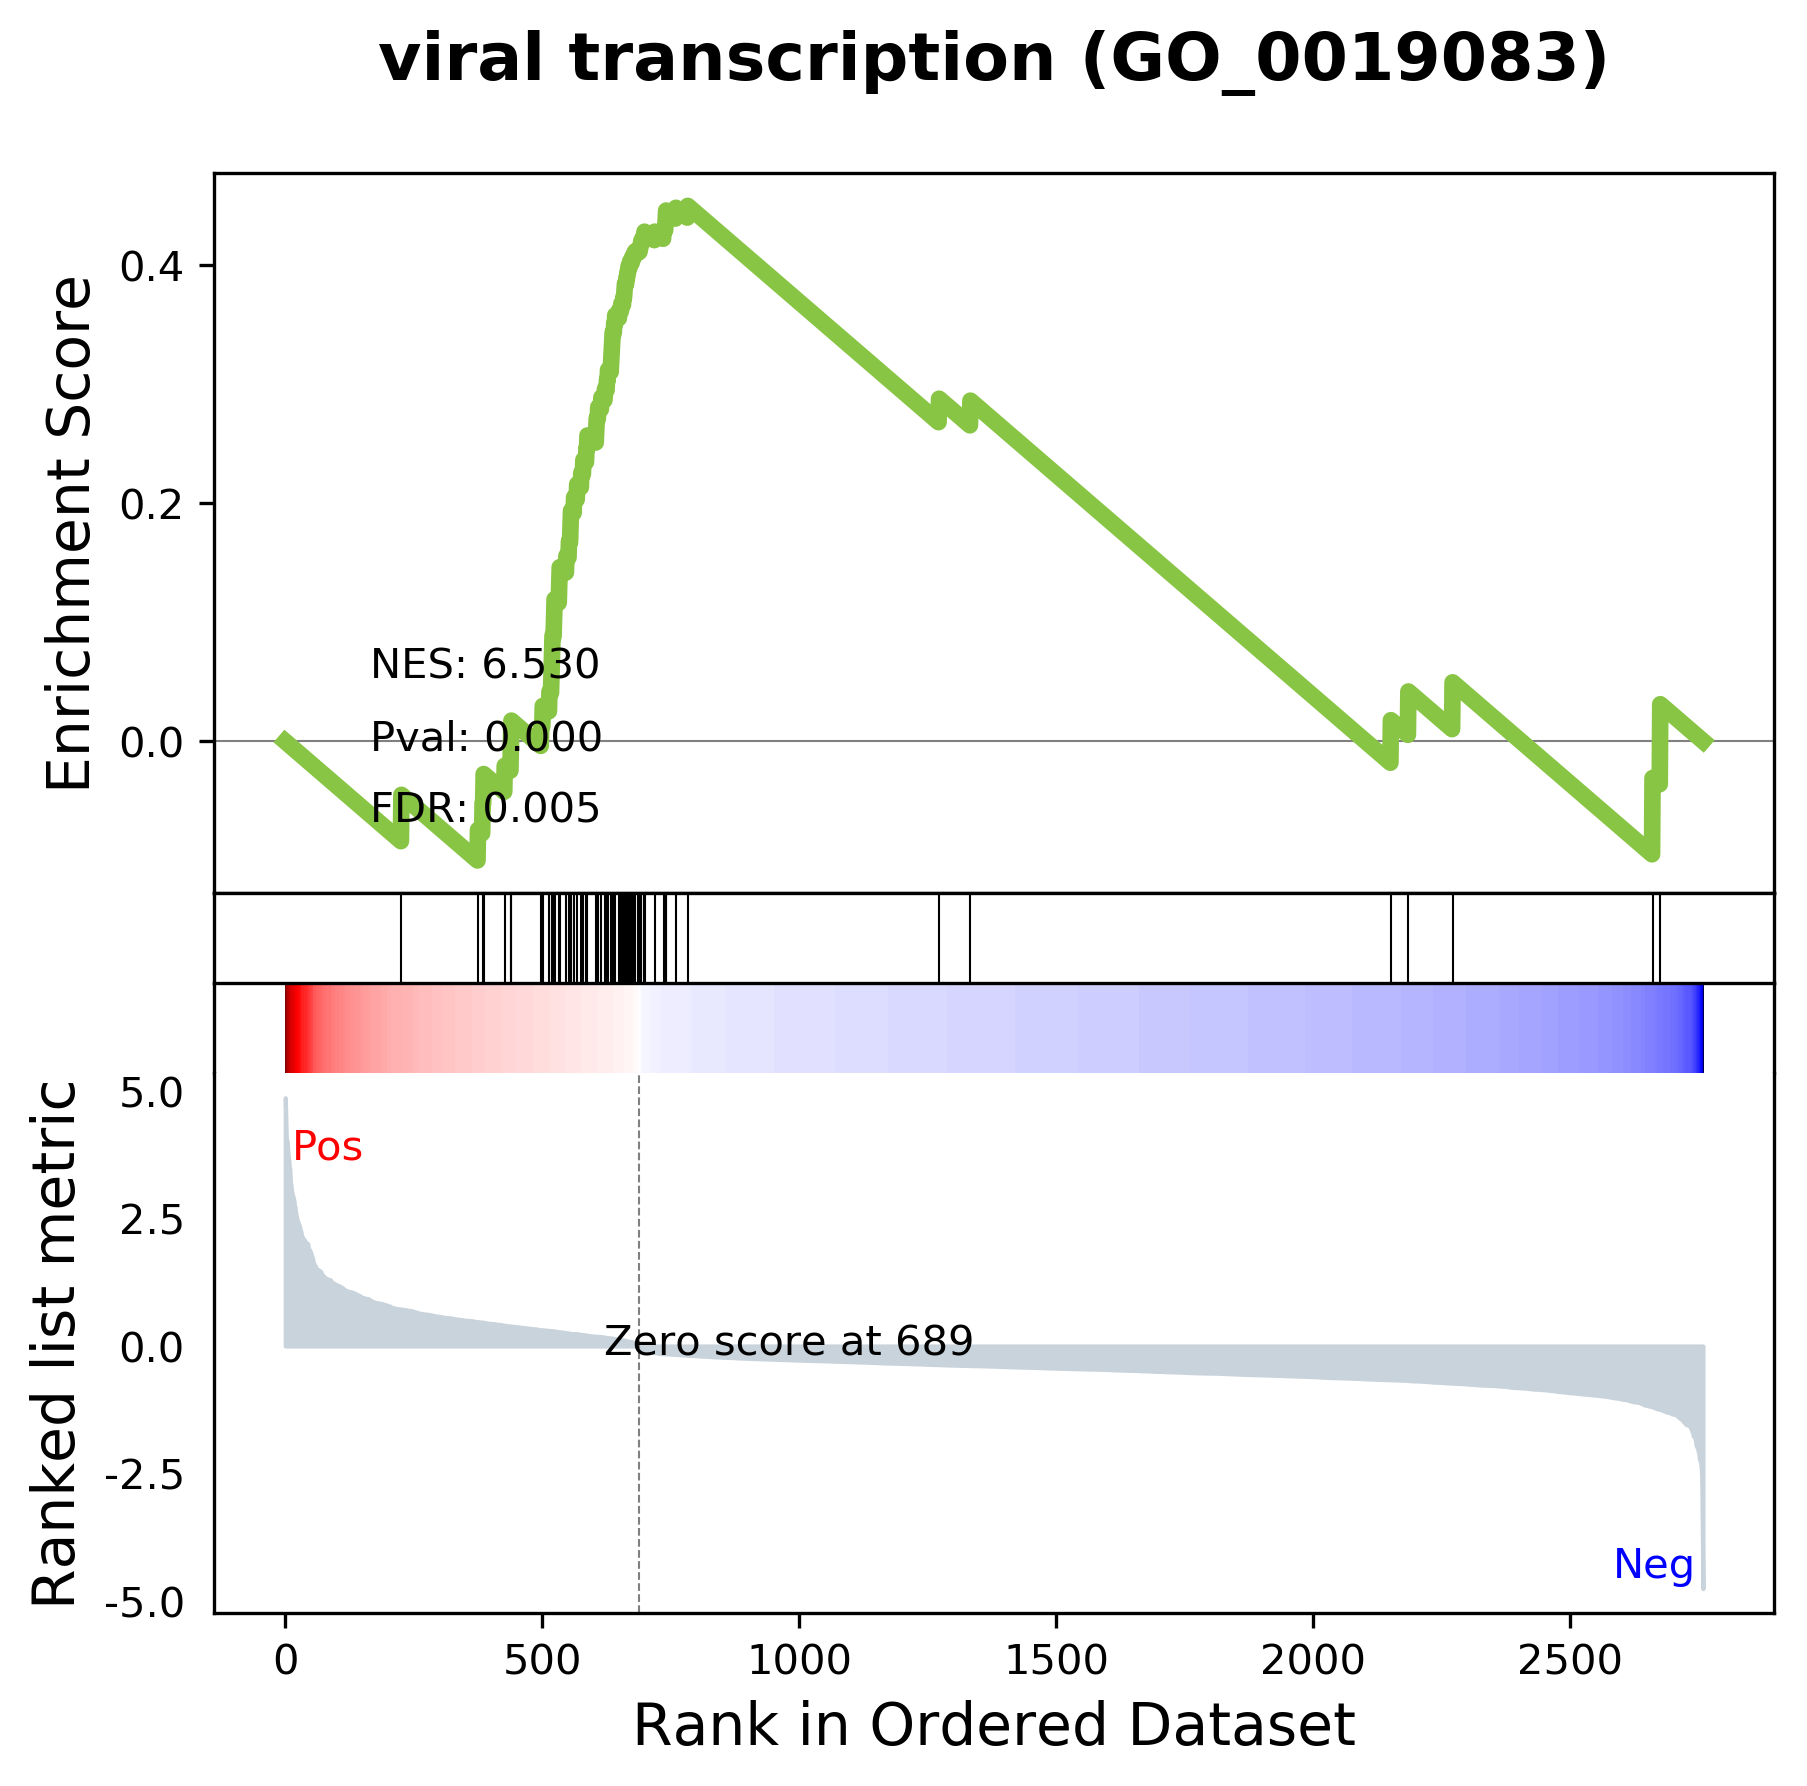 viral transcription (GO_0019083)
Enrichment Score
0.4
0.2
0.0
NES: 6.530
Pval: 0.000
FDR: 0.005
Ranked list metric
5.0
2.5
0.0
-2.5
-5.0
Pos
Zero score at 689
Neg
0 500 1000 1500 2000 2500
Rank in Ordered Dataset